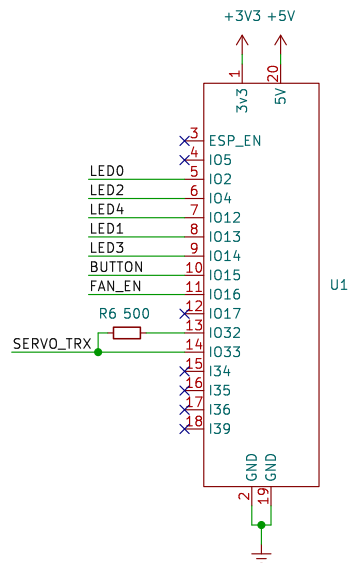 +3V3 +5V
1
20
3v3
5V
3 ESP_EN
4 IO5
LED0 5 IO2
LED2 6 IO4
LED4 7 IO12
LED1 8 IO13
LED3 9 IO14
BUTTON 10 IO15
FAN_EN 11 IO16
U1
12 IO17
R6 500
13 IO32
SERVO_TRX 14 IO33
15 I34
16 I35
17 I36
18 I39
GND
GND
2
19